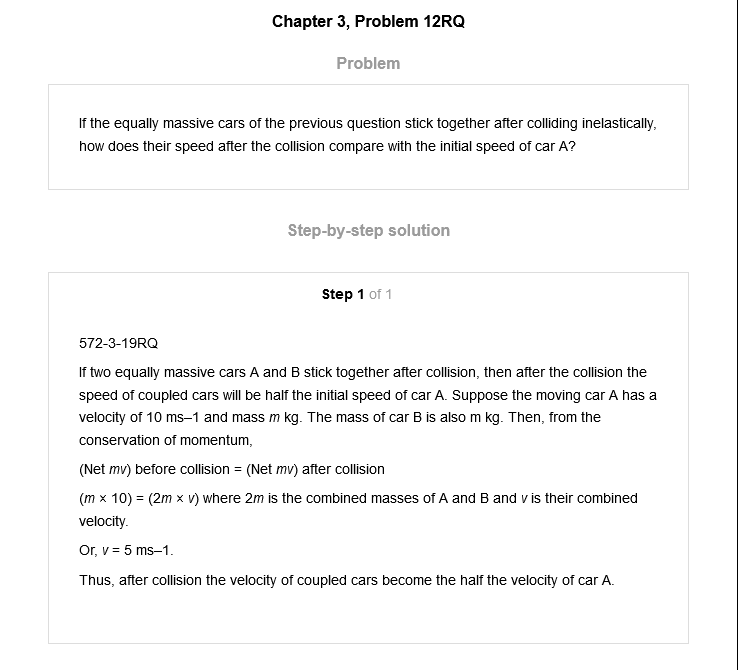 Chapter 3, Problem 12RQ
Problem
If the equally massive cars of the previous question stick together after colliding inelastically,
how does their speed after the collision compare with the initial speed of car A?
Step-by-step solution
Step 1 of 1
572-3-19RQ
If two equally massive cars A and B stick together after collision, then after the collision the
speed of coupled cars will be half the initial speed of car A. Suppose the moving car A has a
velocity of 10 ms–1 and mass m kg. The mass of car B is also m kg. Then, from the
conservation of momentum,
(Net mv) before collision = (Net mv) after collision
(m × 10) = (2m × v) where 2m is the combined masses of A and B and v is their combined
velocity.
Or, v = 5 ms–1.
Thus, after collision the velocity of coupled cars become the half the velocity of car A.